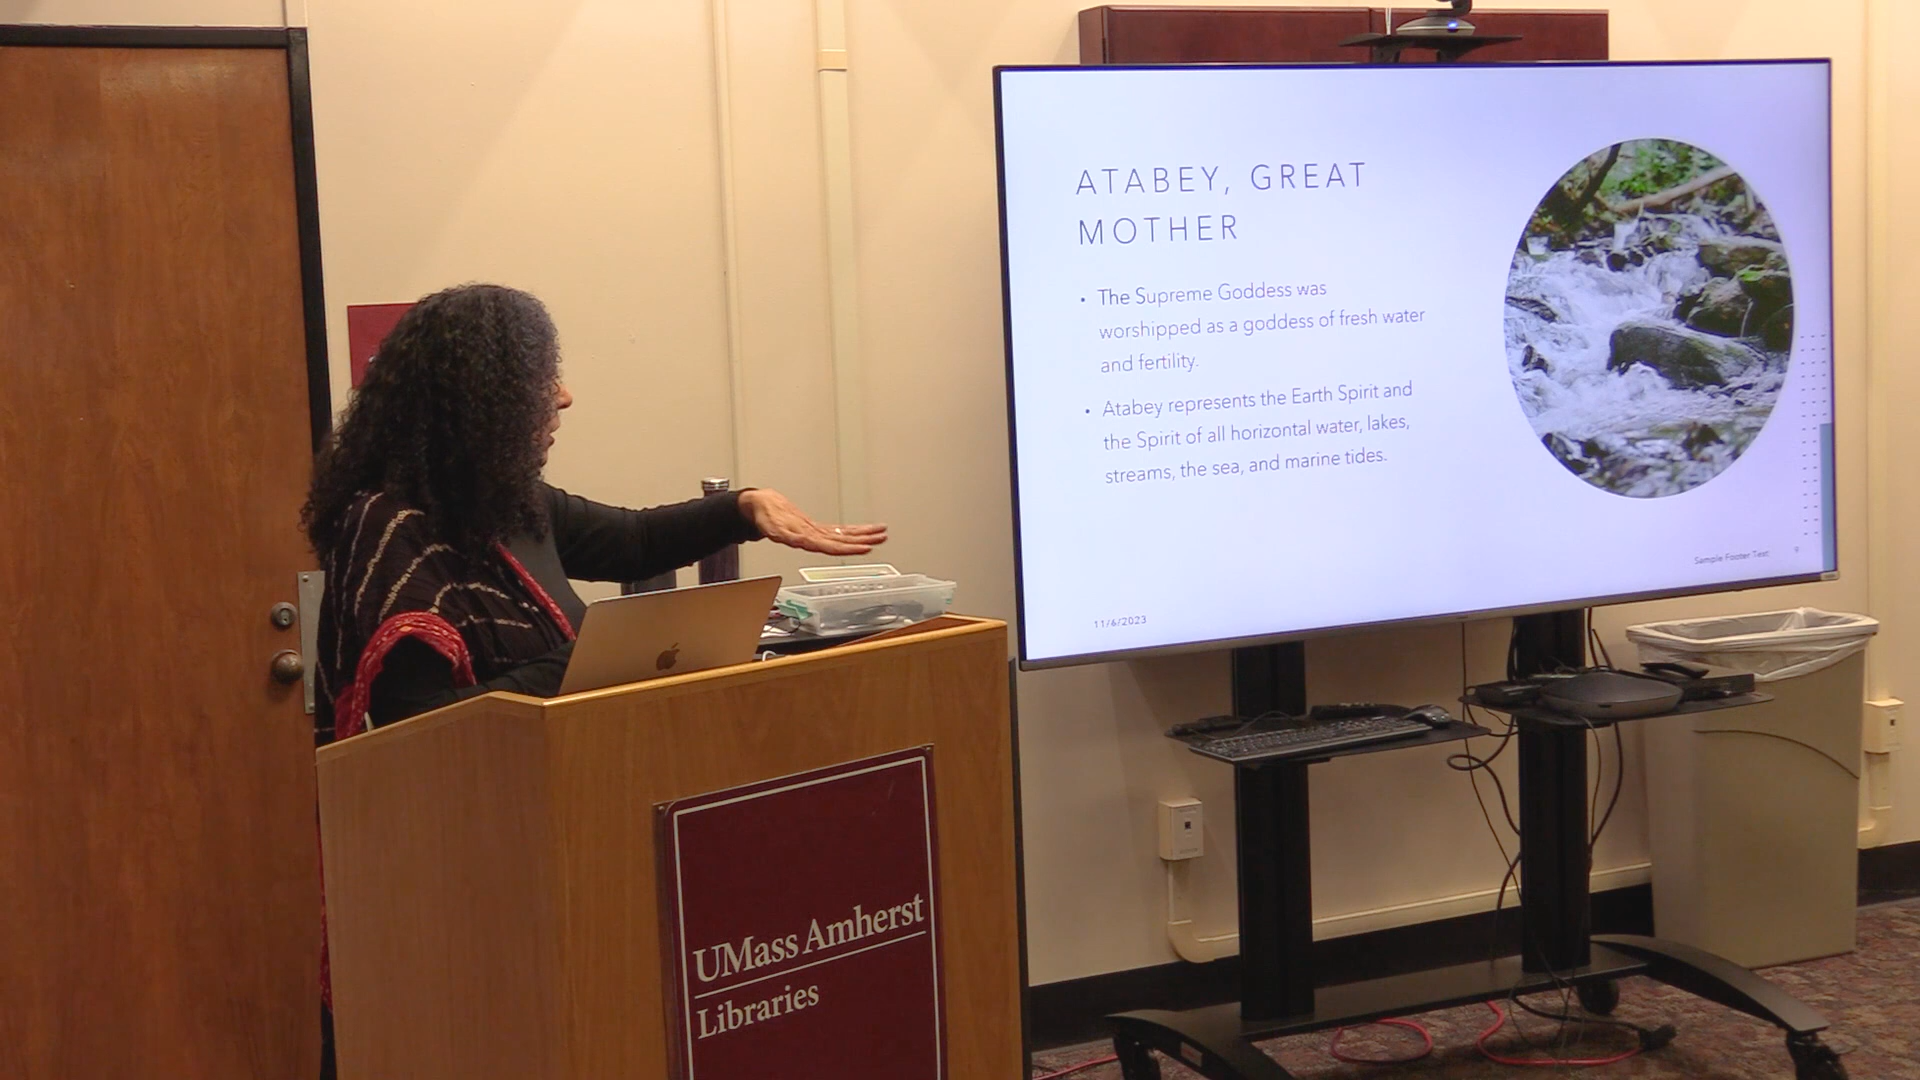 ATABEY, GREAT
MOTHER
• The Supreme Goddess was
worshipped as a goddess of fresh water
and fertility.
• Atabey represents the Earth Spirit and
the Spirit of all horizontal water, lakes,
streams, the sea, and marine tides.
Sample Footer Text
9
11/6/2023
UMass Amherst
Libraries